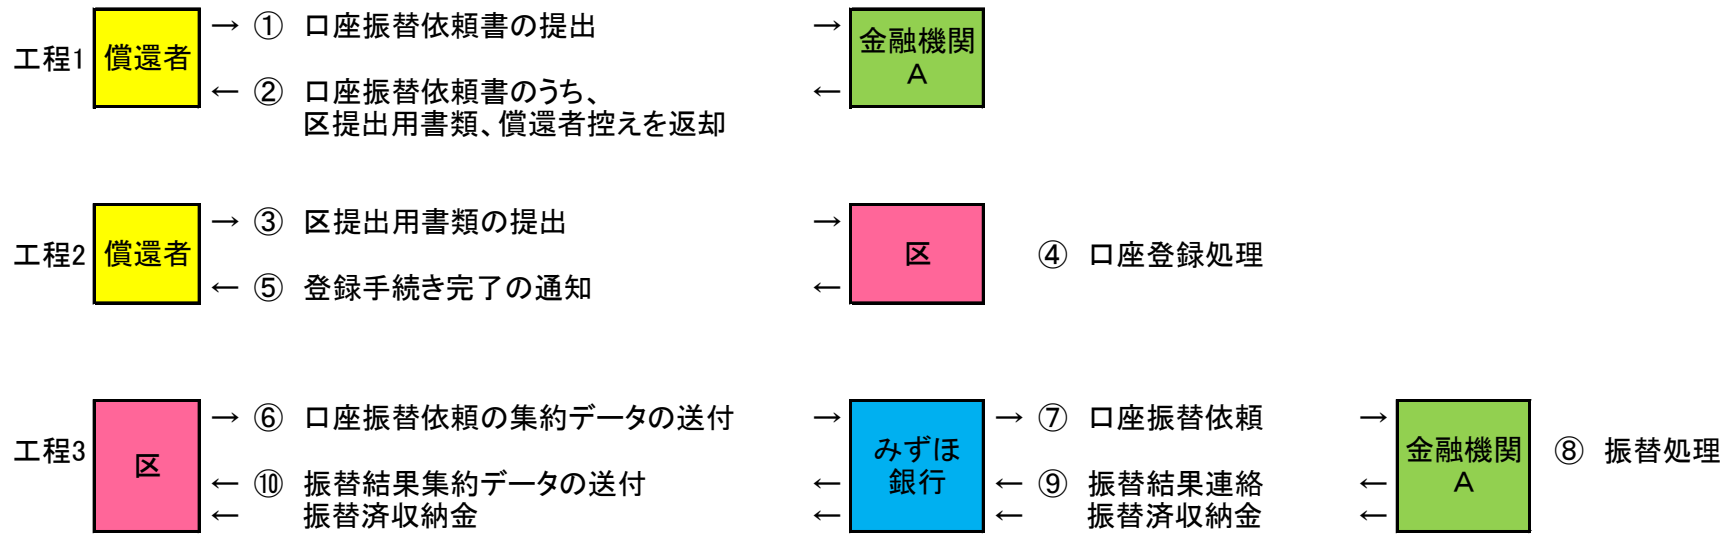 工程1
償還者
→ ① 口座振替依頼書の提出 →
← ② 口座振替依頼書のうち、 ←
区提出用書類、償還者控えを返却
金融機関
A
工程2
償還者
→ ③ 区提出用書類の提出 →
← ⑤ 登録手続き完了の通知 ←
区
④ 口座登録処理
工程3
区
→ ⑥ 口座振替依頼の集約データの送付 →
← ⑩ 振替結果集約データの送付 ←
← 振替済収納金 ←
みずほ
銀行
→ ⑦ 口座振替依頼 →
← ⑨ 振替結果連絡 ←
← 振替済収納金 ←
金融機関
A
⑧ 振替処理